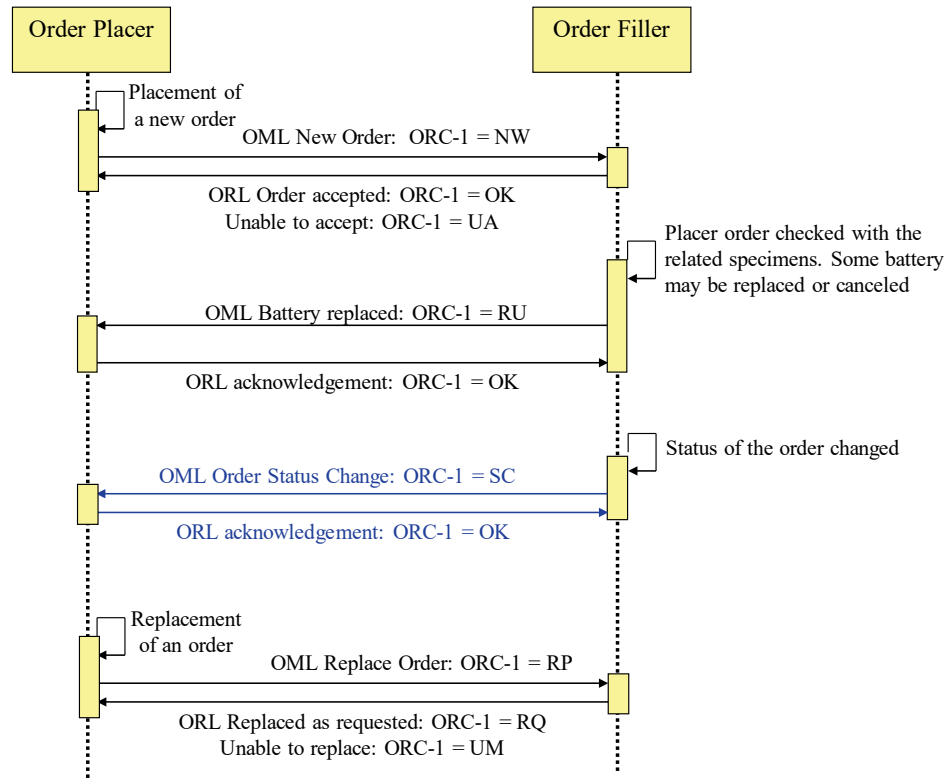 Order Placer
Order Filler
Placement of
a new order
OML New Order: ORC-1 = NW
ORL Order accepted: ORC-1 = OK
Unable to accept: ORC-1 = UA
Placer order checked with the
related specimens. Some battery
may be replaced or canceled
OML Battery replaced: ORC-1 = RU
ORL acknowledgement: ORC-1 = OK
Status of the order changed
OML Order Status Change: ORC-1 = SC
ORL acknowledgement: ORC-1 = OK
Replacement
of an order
OML Replace Order: ORC-1 = RP
ORL Replaced as requested: ORC-1 = RQ
Unable to replace: ORC-1 = UM